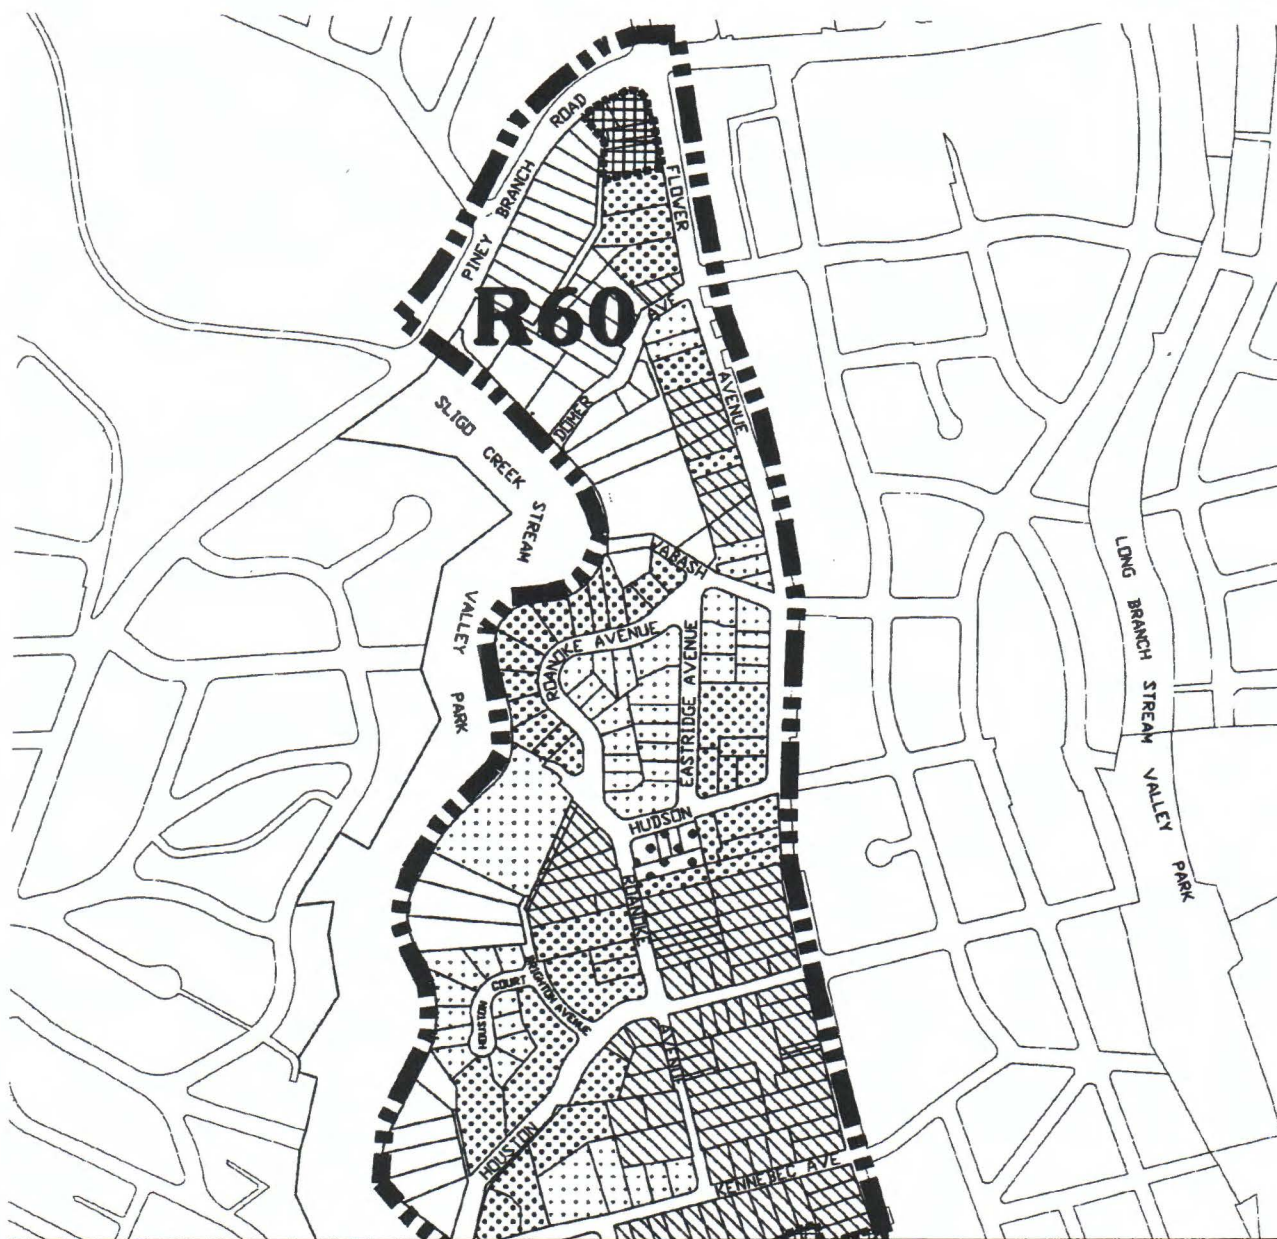 ROAD
PINEY BRANCH
FLOWER
R60
AVE
AVENUE
DOMER
SLIGO CREEK STREAM
VALLEY PARK
WABASH
ROANOKE AVENUE
EASTRIDGE AVENUE
LONG BRANCH STREAM VALLEY PARK
HUDSON
ROANOKE
COURT
HOUSTON
BRIGHTON AVENUE
AVENUE
HOUSTON
KENNEBEC AVE